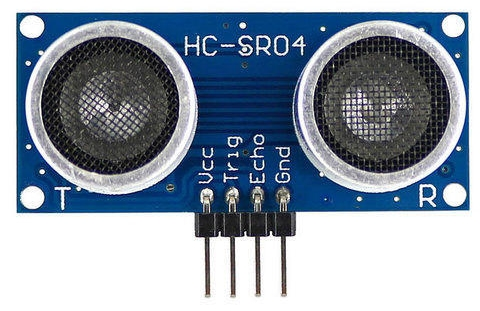 HC-SR04
Vcc
Trig
Echo
Gnd
T
R